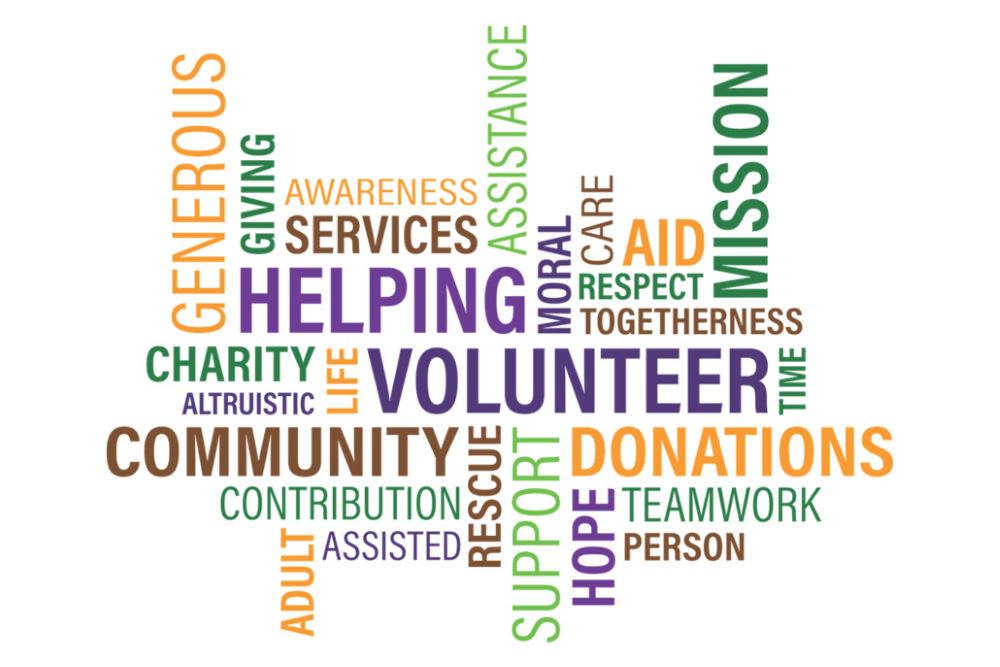 GENEROUS
GIVING
AWARENESS
SERVICES
ASSISTANCE
HELPING
MORAL
CARE
AID
RESPECT
MISSION
TOGETHERNESS
CHARITY
ALTRUISTIC
LIFE
VOLUNTEER
TIME
COMMUNITY
RESCUE
SUPPORT
DONATIONS
CONTRIBUTION
HOPE
TEAMWORK
ADULT
ASSISTED
PERSON